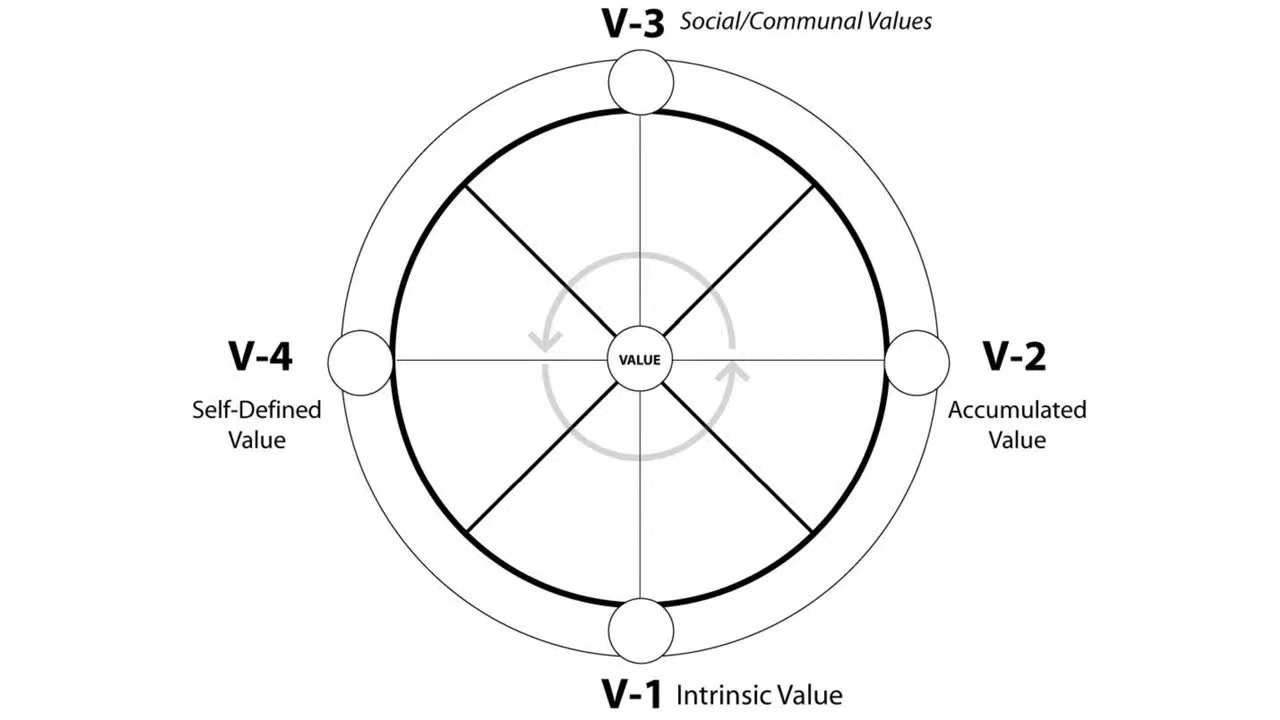 V-3 Social/Communal Values
V-4
V-2
VALUE
Self-Defined
Value
Accumulated
Value
V-1 Intrinsic Value